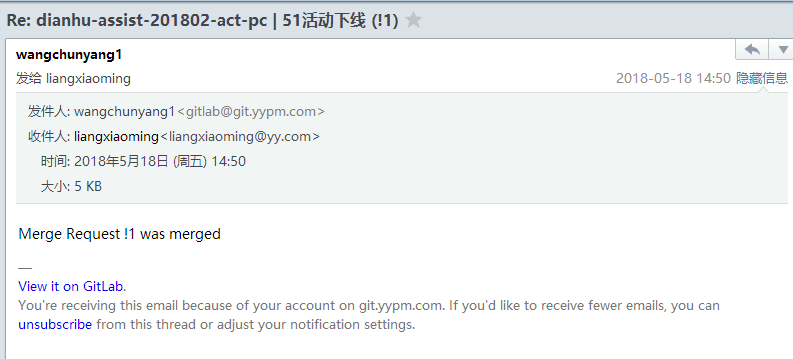 Re: dianhu-assist-201802-act-pc | 51活动下线 (!1)
wangchunyang1
发给 liangxiaoming 2018-05-18 14:50 隐藏信息
发件人: wangchunyang1<gitlab@git.yypm.com>
收件人: liangxiaoming<liangxiaoming@yy.com>
时间: 2018年5月18日 (周五) 14:50
大小: 5 KB
Merge Request !1 was merged
—
View it on GitLab.
You're receiving this email because of your account on git.yypm.com. If you'd like to receive fewer emails, you can
unsubscribe from this thread or adjust your notification settings.